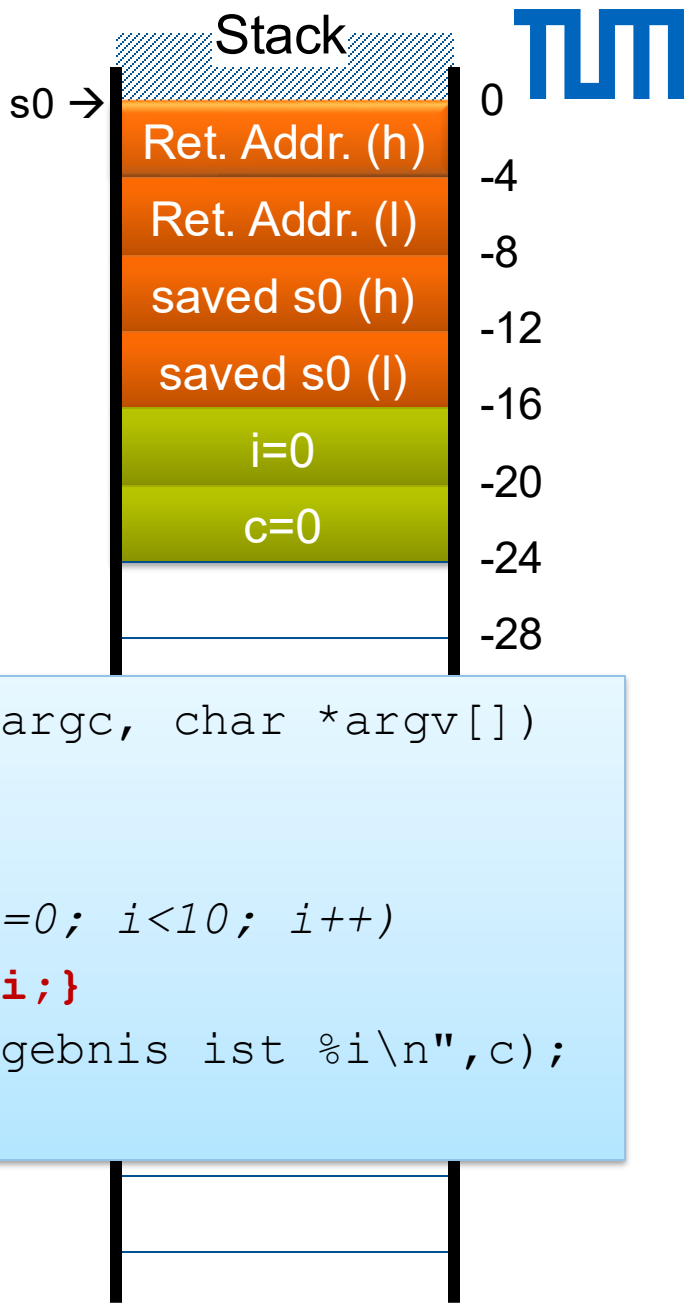 Stack
TUM
s0 → 0
Ret. Addr. (h)
-4
Ret. Addr. (l)
-8
saved s0 (h)
-12
saved s0 (l)
-16
i=0
-20
c=0
-24
-28
argc, char *argv[])
=0; i<10; i++)
i;}
gebnis ist %i\n",c);